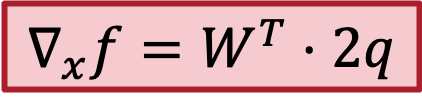 ∇ₓf = Wᵀ · 2q